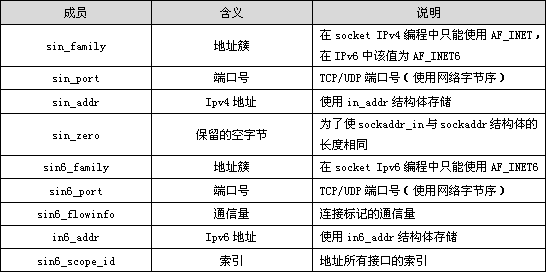 成员 含义 说明
sin_family 地址簇 在 socket IPv4 编程中只能使用 AF_INET,
在 IPv6 中该值为 AF_INET6
sin_port 端口号 TCP/UDP 端口号(使用网络字节序)
sin_addr Ipv4 地址 使用 in_addr 结构体存储
sin_zero 保留的空字节 为了使 sockaddr_in 与 sockaddr 结构体的
长度相同
sin6_family 地址簇 在 socket Ipv6 编程中只能使用 AF_INET6
sin6_port 端口号 TCP/UDP 端口号(使用网络字节序)
sin6_flowinfo 通信量 连接标记的通信量
in6_addr Ipv6 地址 使用 in6_addr 结构体存储
sin6_scope_id 索引 地址所有接口的索引